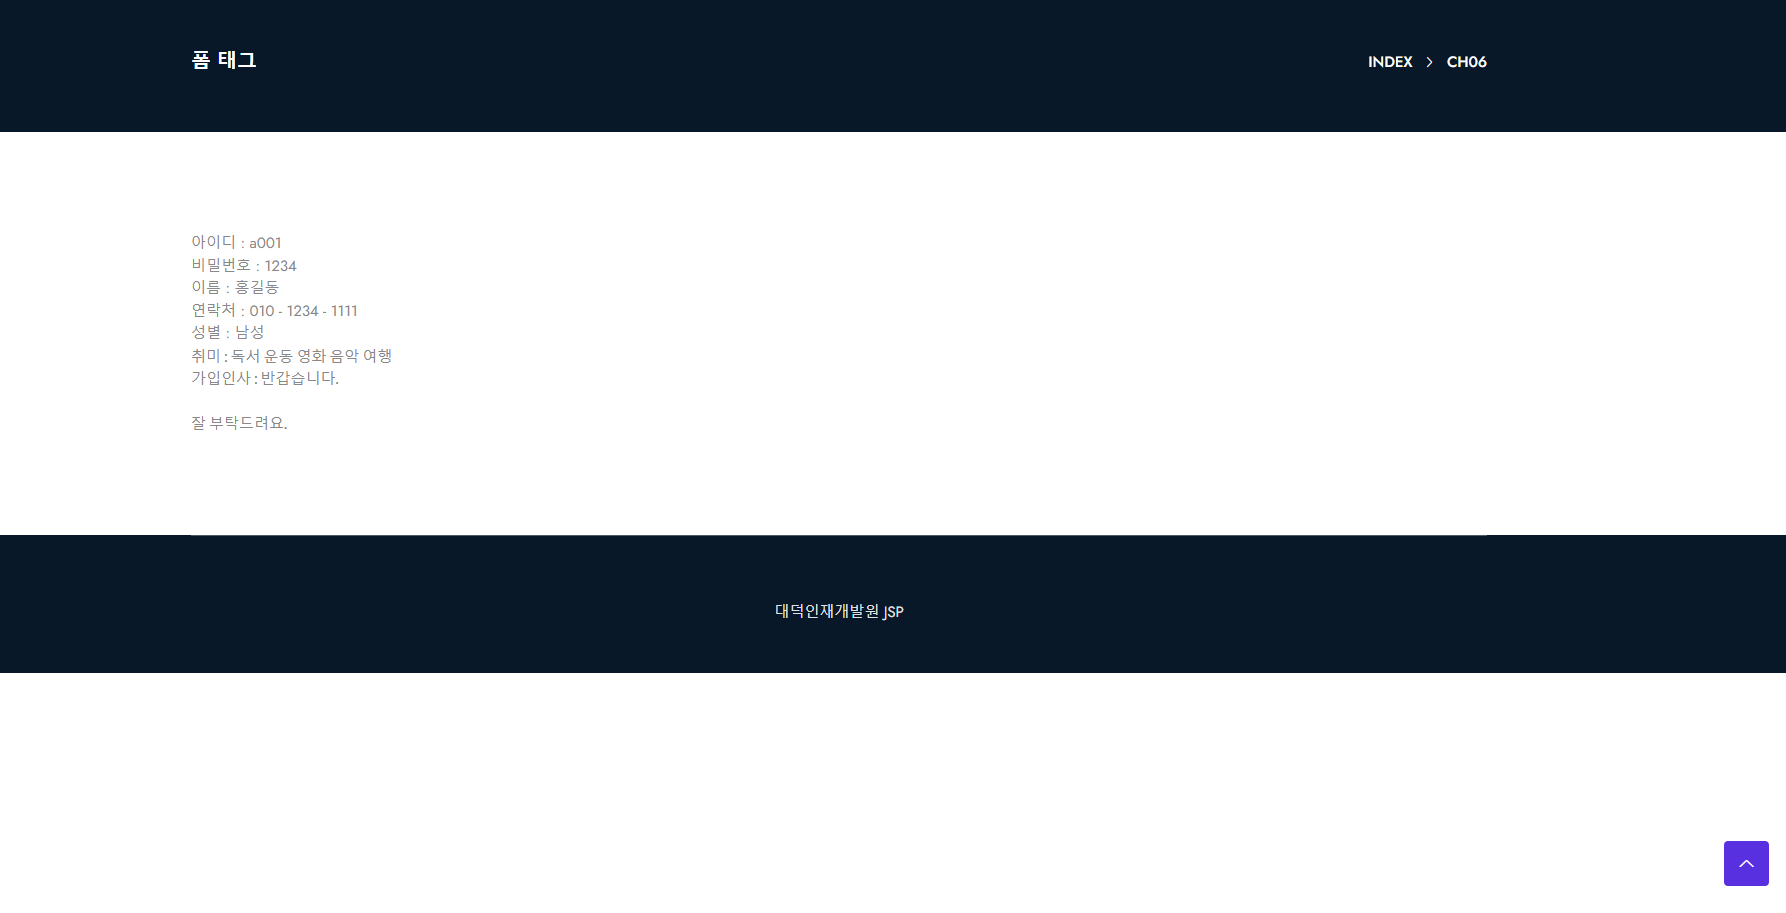 폼 태그
INDEX > CH06
아이디 : a001
비밀번호 : 1234
이름 : 홍길동
연락처 : 010 - 1234 - 1111
성별 : 남성
취미 : 독서 운동 영화 음악 여행
가입인사 : 반갑습니다.
잘 부탁드려요.
대덕인재개발원 JSP